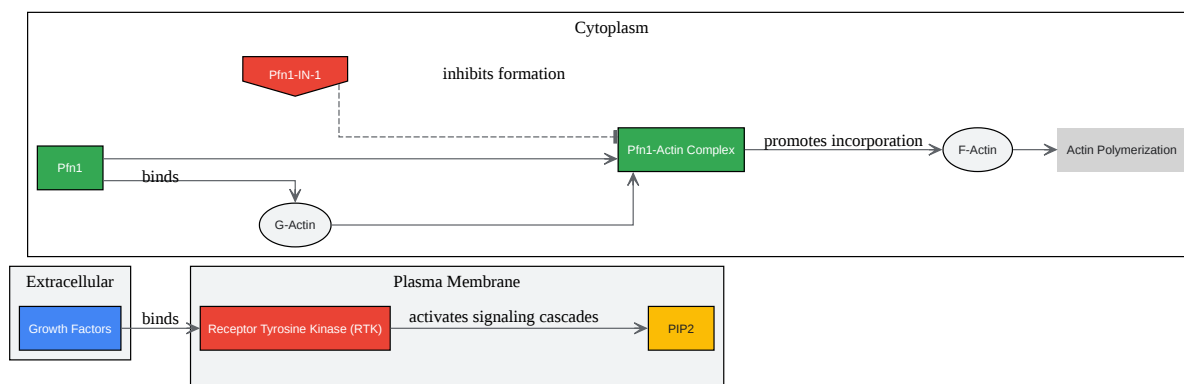 Cytoplasm
Pfn1-IN-1
inhibits formation
Pfn1
binds
G-Actin
Pfn1-Actin Complex
promotes incorporation
F-Actin
Actin Polymerization
Extracellular
Growth Factors
binds
Plasma Membrane
Receptor Tyrosine Kinase (RTK)
activates signaling cascades
PIP2